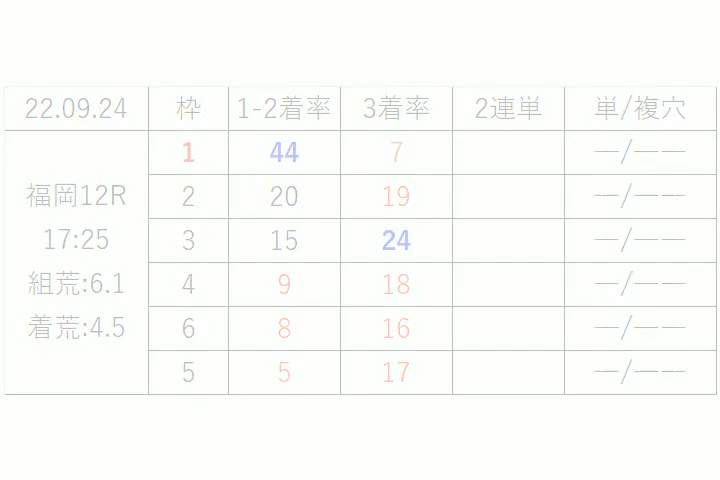 22.09.24 枠 1-2着率 3着率 2連単 単/複穴
1 44 7 ―/――
福岡12R 2 20 19 ―/――
17:25 3 15 24 ―/――
組荒:6.1 4 9 18 ―/――
着荒:4.5 6 8 16 ―/――
5 5 17 ―/――